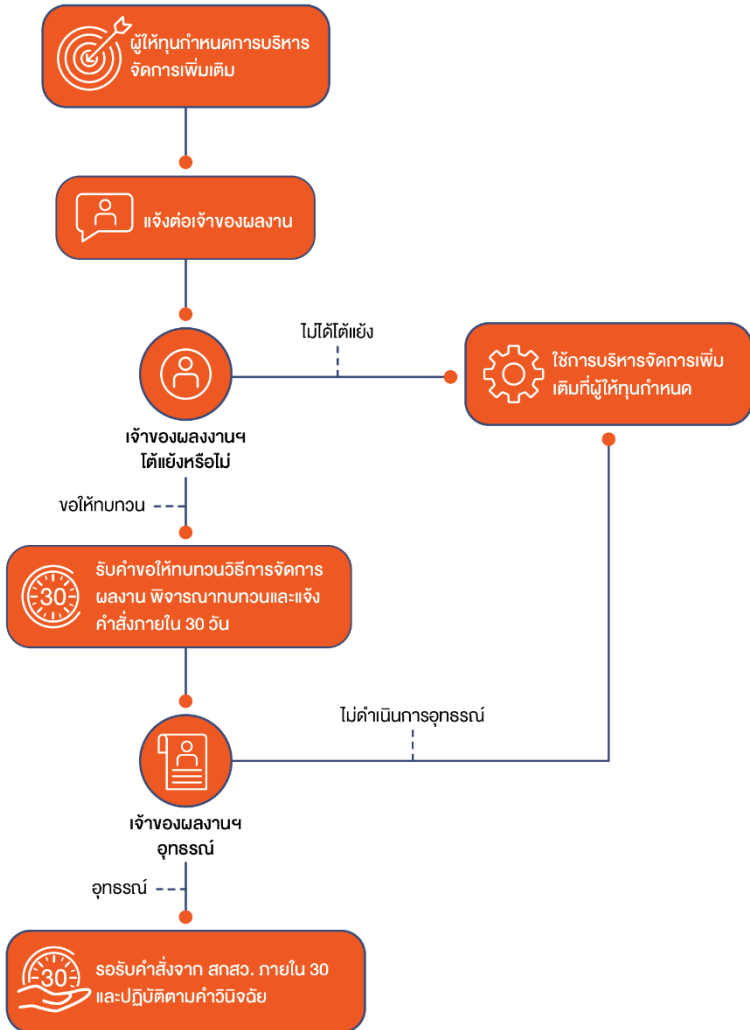 ผู้ให้ทุนกำหนดการบริหาร
จัดการเพิ่มเติม
แจ้งต่อเจ้าของผลงาน
ไม่ได้โต้แย้ง
ใช้การบริหารจัดการเพิ่ม
เติมที่ผู้ให้ทุนกำหนด
เจ้าของผลงงานฯ
โต้แย้งหรือไม่
ขอให้ทบทวน
30
รับคำขอให้ทบทวนวิธีการจัดการ
ผลงาน พิจารณาทบทวนและแจ้ง
คำสั่งภายใน 30 วัน
ไม่ดำเนินการอุทธรณ์
เจ้าของผลงานฯ
อุทธรณ์
อุทธรณ์
30
รอรับคำสั่งจาก สกสว. ภายใน 30
และปฏิบัติตามคำวินิจฉัย